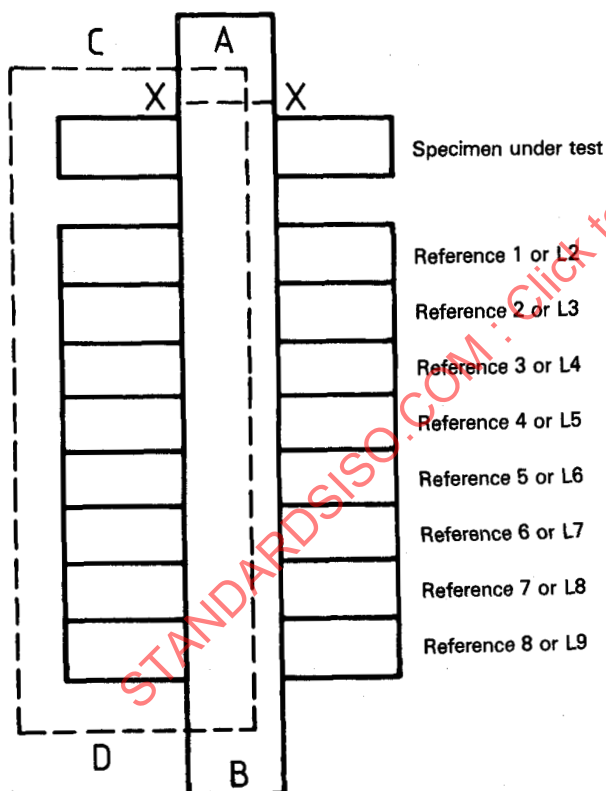 C A
X X
Specimen under test
Reference 1 or L2
Reference 2 or L3
Reference 3 or L4
Reference 4 or L5
Reference 5 or L6
Reference 6 or L7
Reference 7 or L8
Reference 8 or L9
D B
STANDARDSISO.COM : Click to